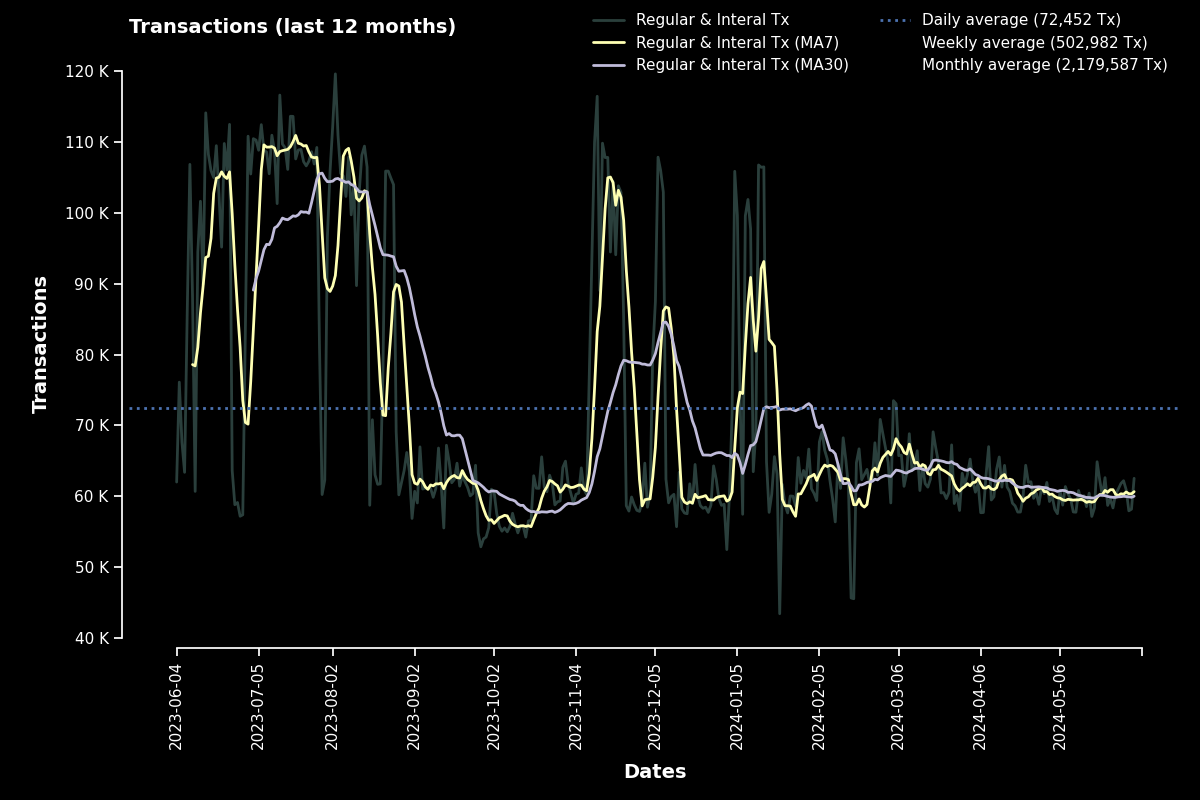 Transactions (last 12 months)
Regular & Interal Tx
Regular & Interal Tx (MA7)
Regular & Interal Tx (MA30)
Daily average (72,452 Tx)
Weekly average (502,982 Tx)
Monthly average (2,179,587 Tx)
Transactions
120 K
110 K
100 K
90 K
80 K
70 K
60 K
50 K
40 K
2023-06-04
2023-07-05
2023-08-02
2023-09-02
2023-10-02
2023-11-04
2023-12-05
2024-01-05
2024-02-05
2024-03-06
2024-04-06
2024-05-06
Dates